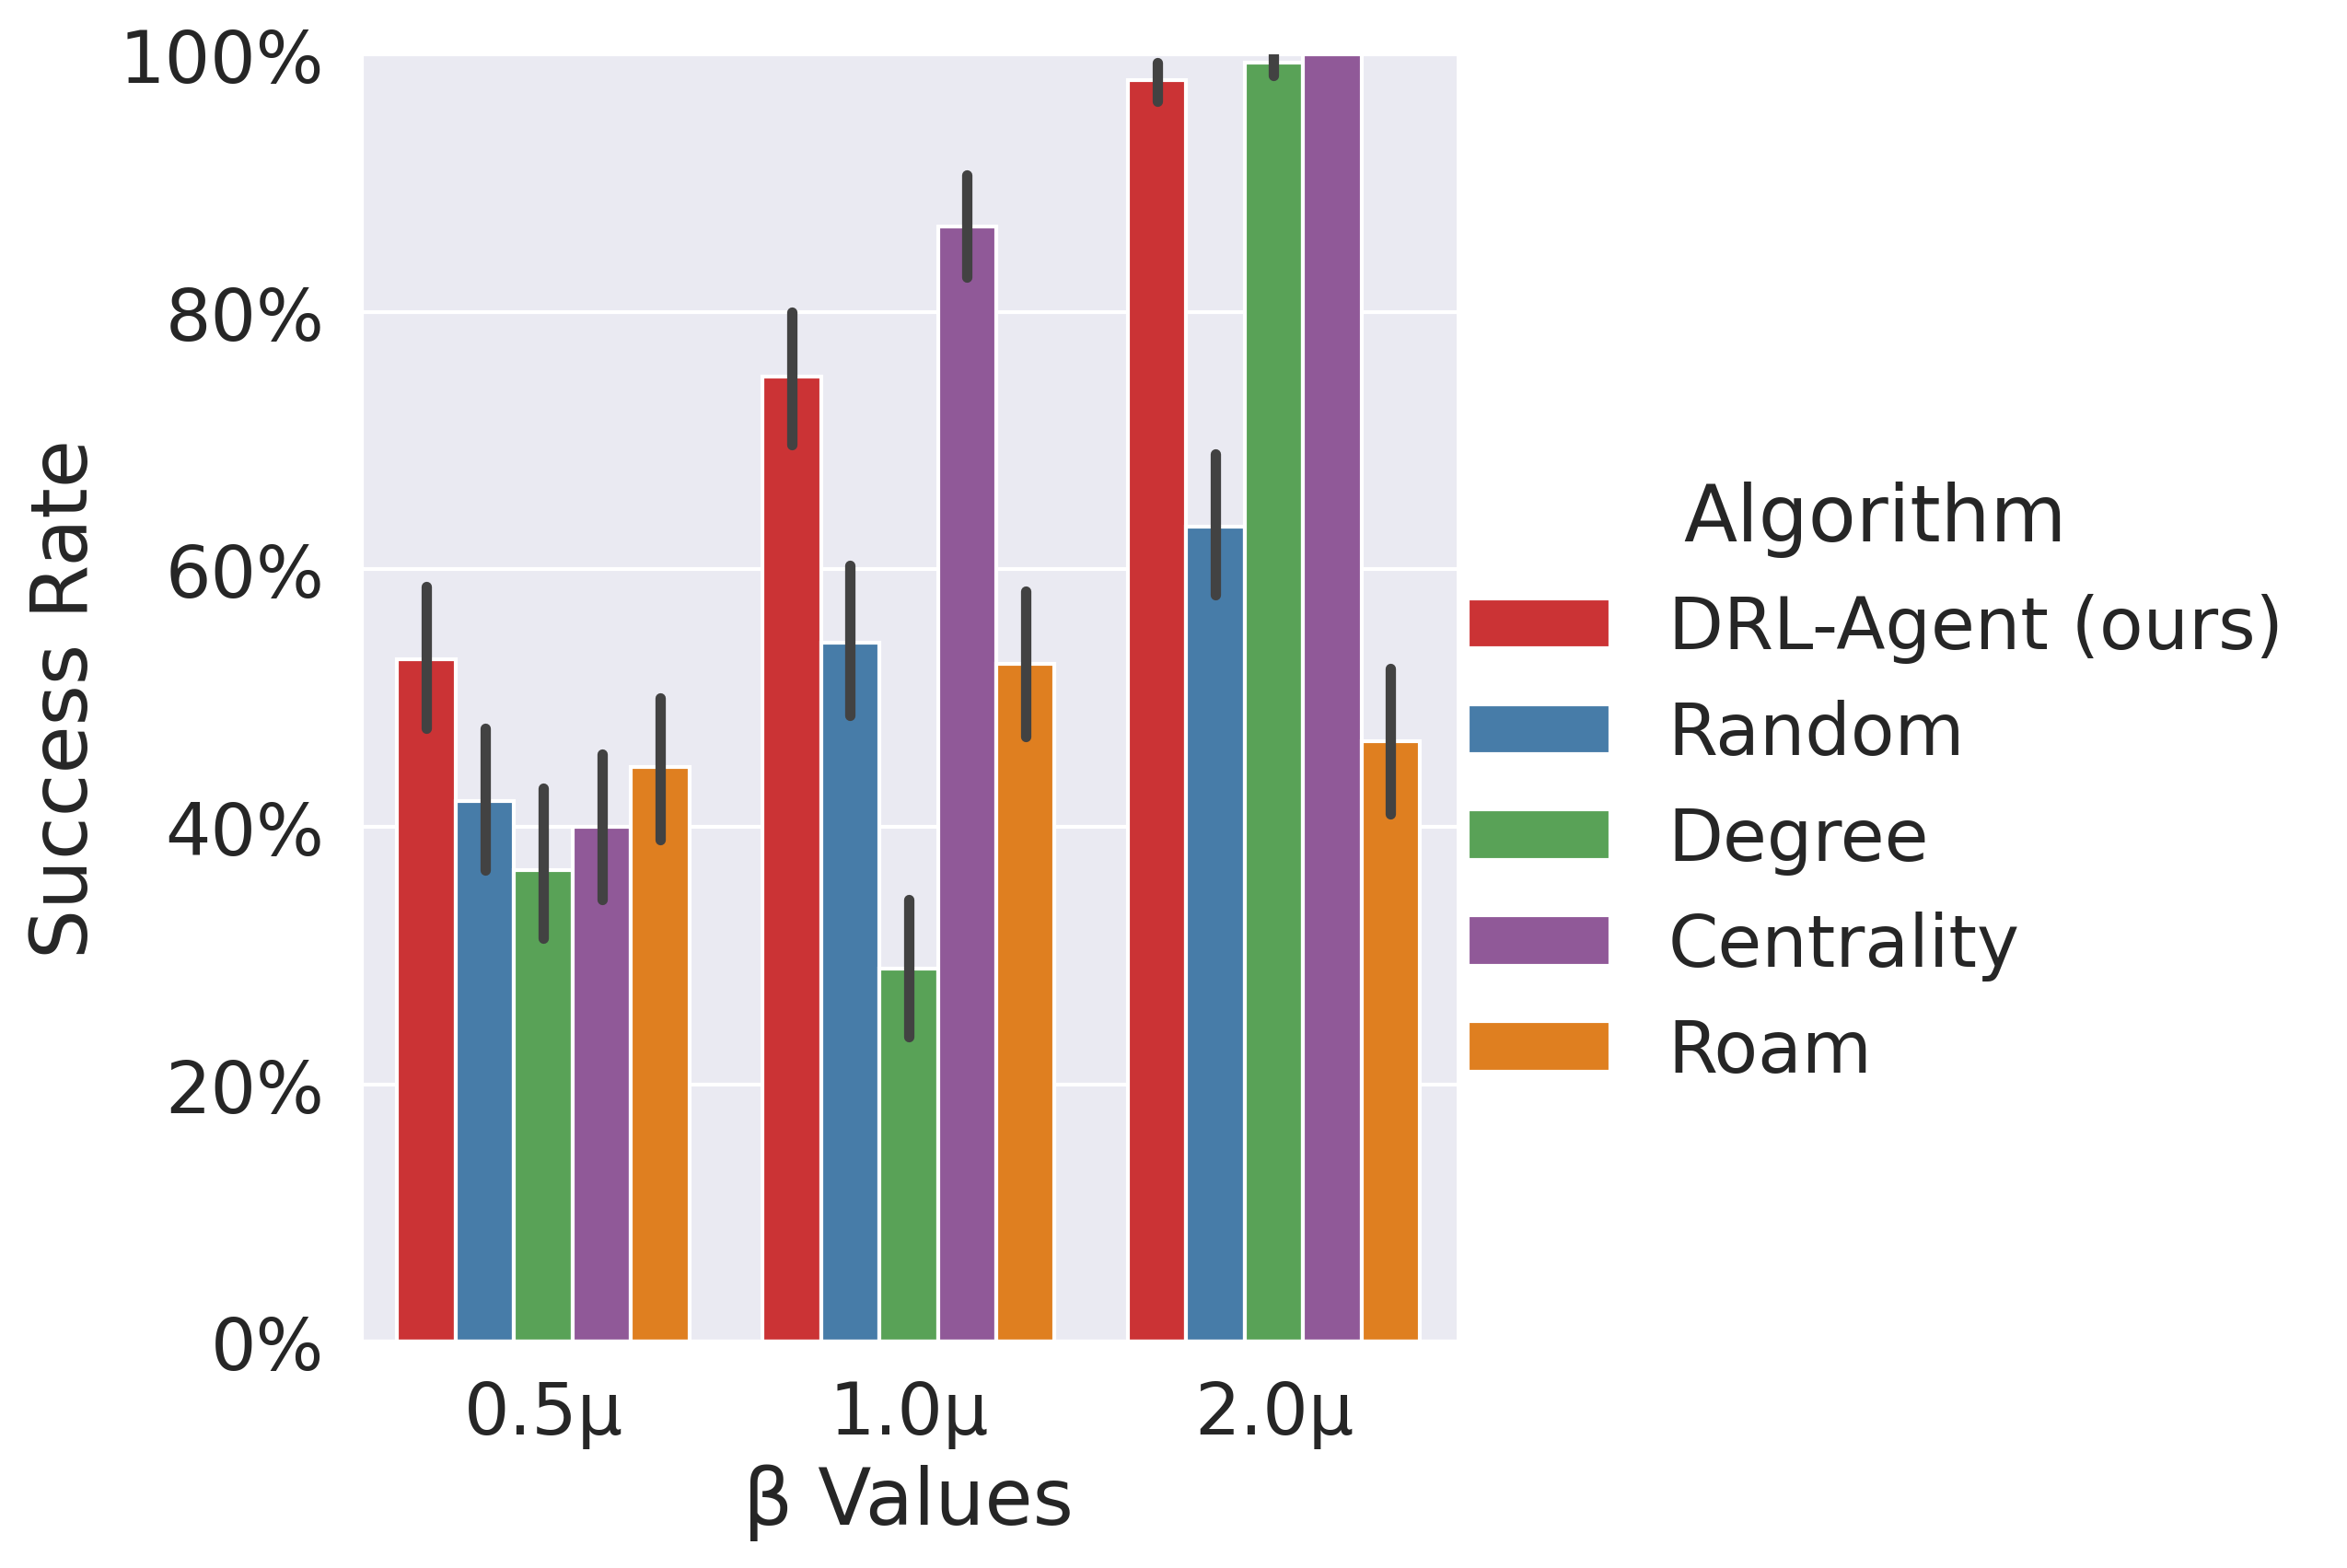 100%
80%
60%
40%
20%
0%
Success Rate
0.5µ
1.0µ
2.0µ
β Values
Algorithm
DRL-Agent (ours)
Random
Degree
Centrality
Roam